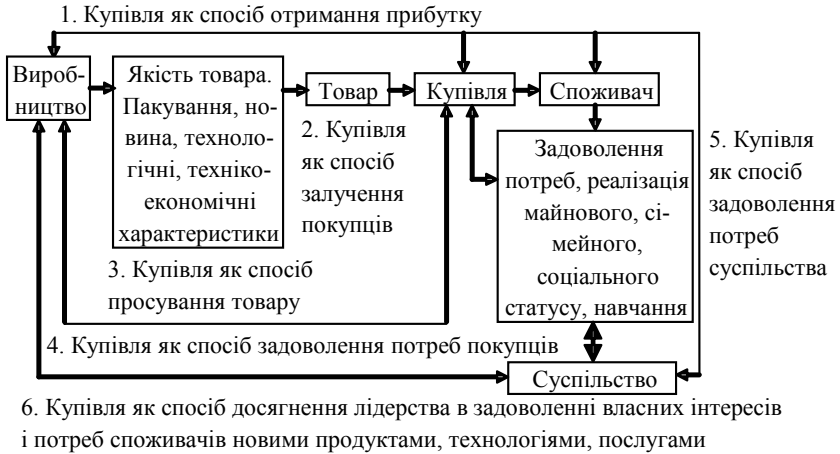 1. Купівля як спосіб отримання прибутку
Вироб-
ництво
Якість товара.
Пакування, но-
вина, техноло-
гічні, техніко-
економічні
характеристики
Товар
Купівля
Споживач
2. Купівля
як спосіб
залучення
покупців
Задоволення
потреб, реалізація
майнового, сі-
мейного,
соціального
статусу, навчання
5. Купівля
як спосіб
задоволення
потреб
суспільства
3. Купівля як спосіб
просування товару
4. Купівля як спосіб задоволення потреб покупців
Суспільство
6. Купівля як спосіб досягнення лідерства в задоволенні власних інтересів
і потреб споживачів новими продуктами, технологіями, послугами